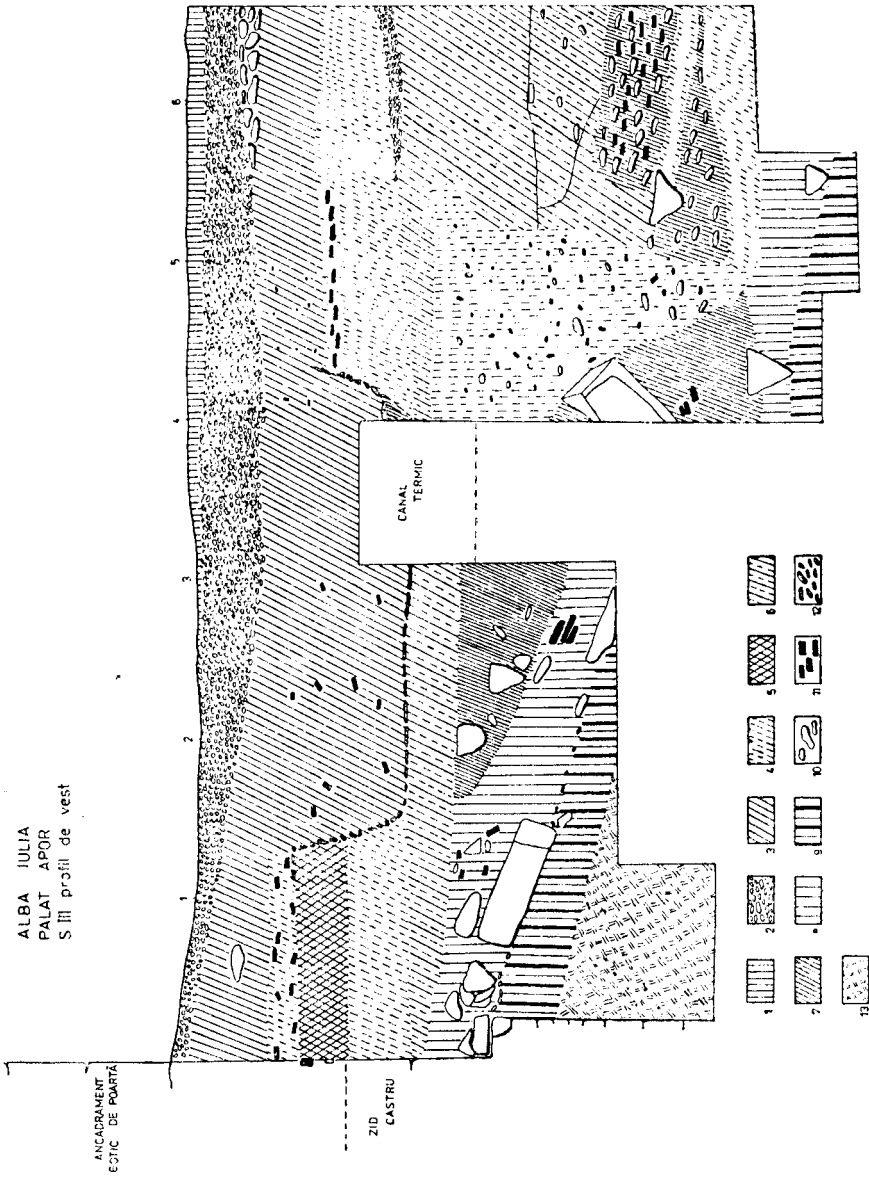 ALBA IULIA
PALAT APOR
S III profil de vest
1 2 3 4 5 6
ANCADRAMENT
GOTIC DE POARTĂ
ZID
CASTRU
CANAL
TERMIC
1 2 3 4 5 6
7 8 9 10 11 12
13